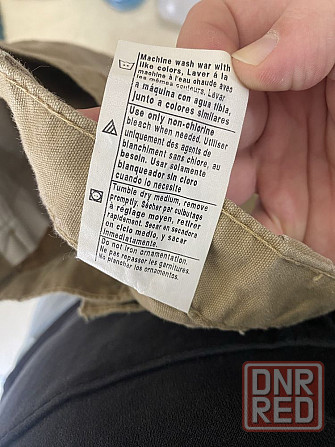 Machine wash war with
like colors. Laver á la
machine à l'eau chaude avec
les mêmes couleurs. Lavar
a máquina con agua tibia,
junto a colores similares
Use only non-chlorine
bleach when needed. Utiliser
uniquement des agents de
blanchiment sans chlore, au
besoin. Usar solamente
blanqueador sin cloro
cuando lo necesite
Tumble dry medium, remove
promptly. Sécher par culbutage
à réglage moyen, retirer
rapidement. Secar en secadora
en ciclo medio, y sacar
inmediatamente.
Do not iron ornamentation.
Ne pas repasser les garnitures.
No planchar los ornamentos.
DNR
RED